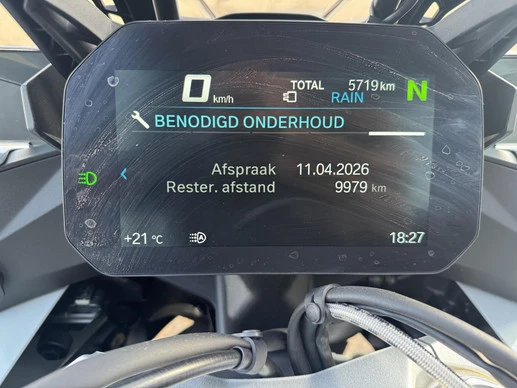 0 km/h TOTAL 5719 km
RAIN N
BENODIGD ONDERHOUD
Afspraak 11.04.2026
Rester. afstand 9979 km
+21 °C A 18:27